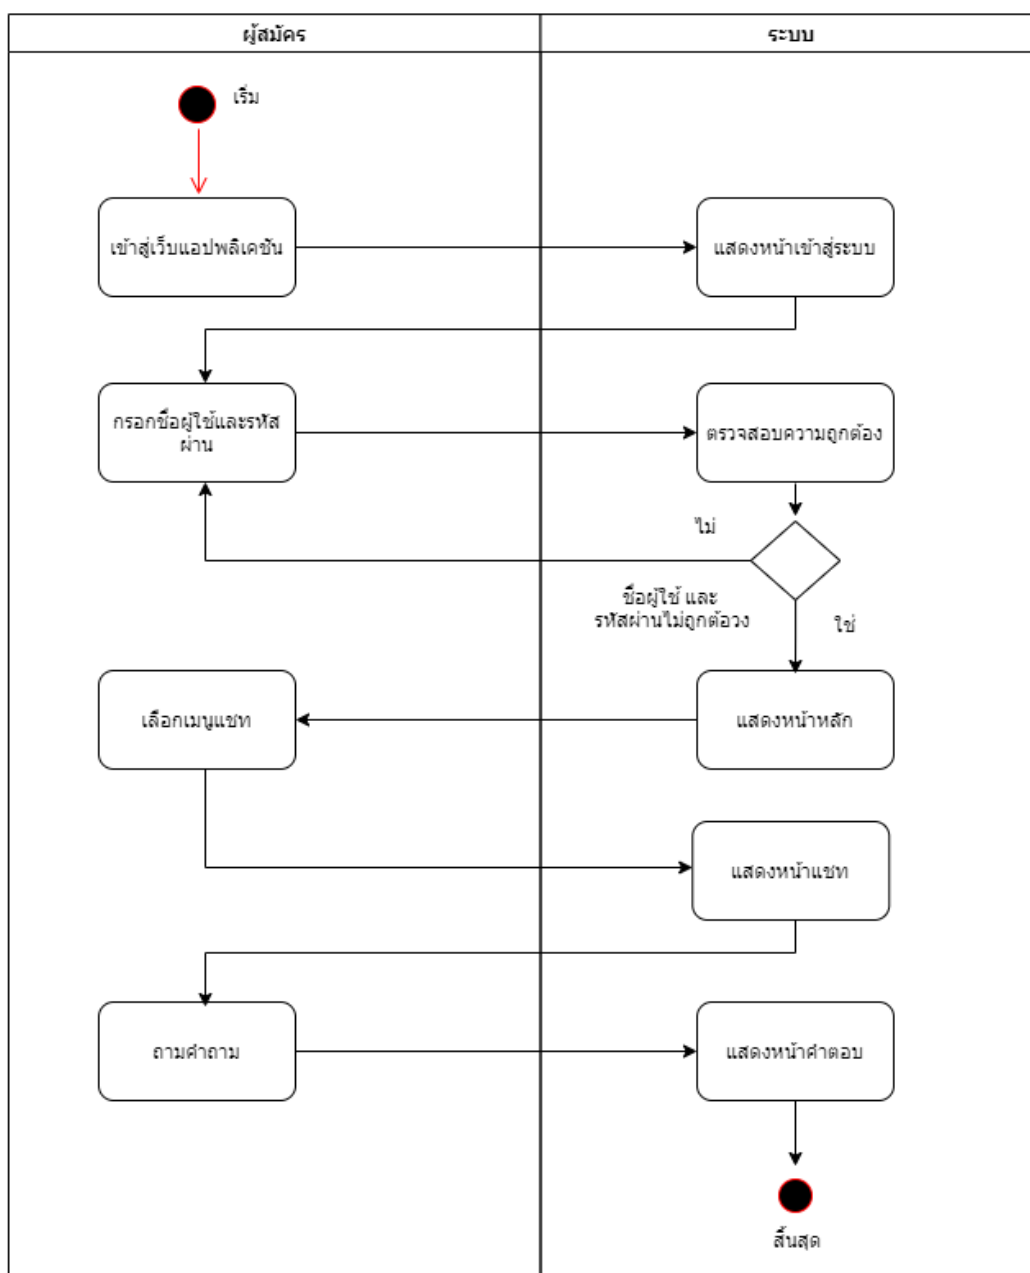 ผู้สมัคร
ระบบ
เริ่ม
เข้าสู่เว็บแอปพลิเคชัน
แสดงหน้าเข้าสู่ระบบ
กรอกชื่อผู้ใช้และรหัส
ผ่าน
ตรวจสอบความถูกต้อง
ไม่
ชื่อผู้ใช้ และ
รหัสผ่านไม่ถูกต้อวง
ใช่
เลือกเมนูแชท
แสดงหน้าหลัก
แสดงหน้าแชท
ถามคำถาม
แสดงหน้าคำตอบ
สิ้นสุด